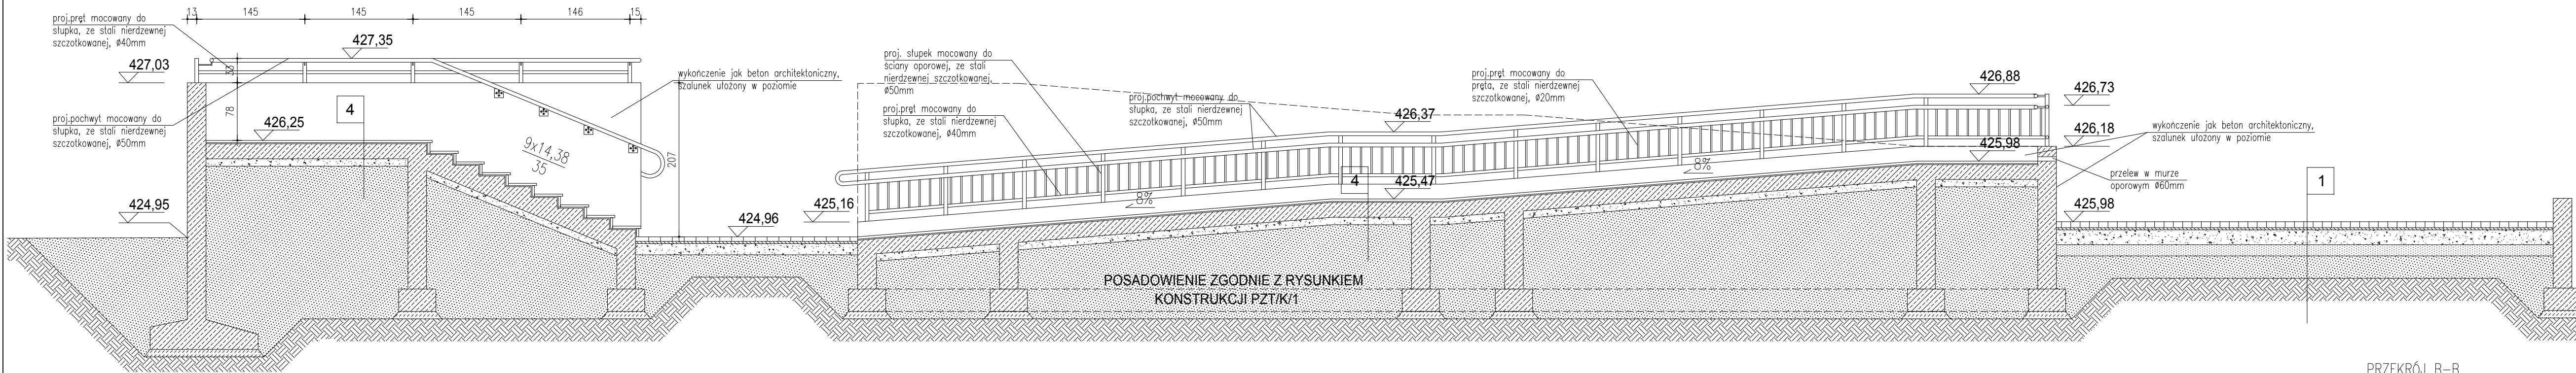 13
145
145
145
146
15
proj.pręt mocowany do
słupka, ze stali nierdzewnej
szczotkowanej, ø40mm
427,35
427,03
33
78
4
426,25
proj.pochwyt mocowany do
słupka, ze stali nierdzewnej
szczotkowanej, ø50mm
424,95
9x14,38
35
wykończenie jak beton architektoniczny,
szalunek ułożony w poziomie
207
424,96
425,16
proj. słupek mocowany do
ściany oporowej, ze stali
nierdzewnej szczotkowanej,
ø50mm
proj.pręt mocowany do
słupka, ze stali nierdzewnej
szczotkowanej, ø40mm
proj.pochwyt mocowany do
słupka, ze stali nierdzewnej
szczotkowanej, ø50mm
8%
426,37
4
425,47
proj.pręt mocowany do
pręta, ze stali nierdzewnej
szczotkowanej, ø20mm
8%
426,88
426,73
426,18
425,98
wykończenie jak beton architektoniczny,
szalunek ułożony w poziomie
przelew w murze
oporowym ø60mm
425,98
1
POSADOWIENIE ZGODNIE Z RYSUNKIEM
KONSTRUKCJI PZT/K/1
PRZEKRÓJ B-B